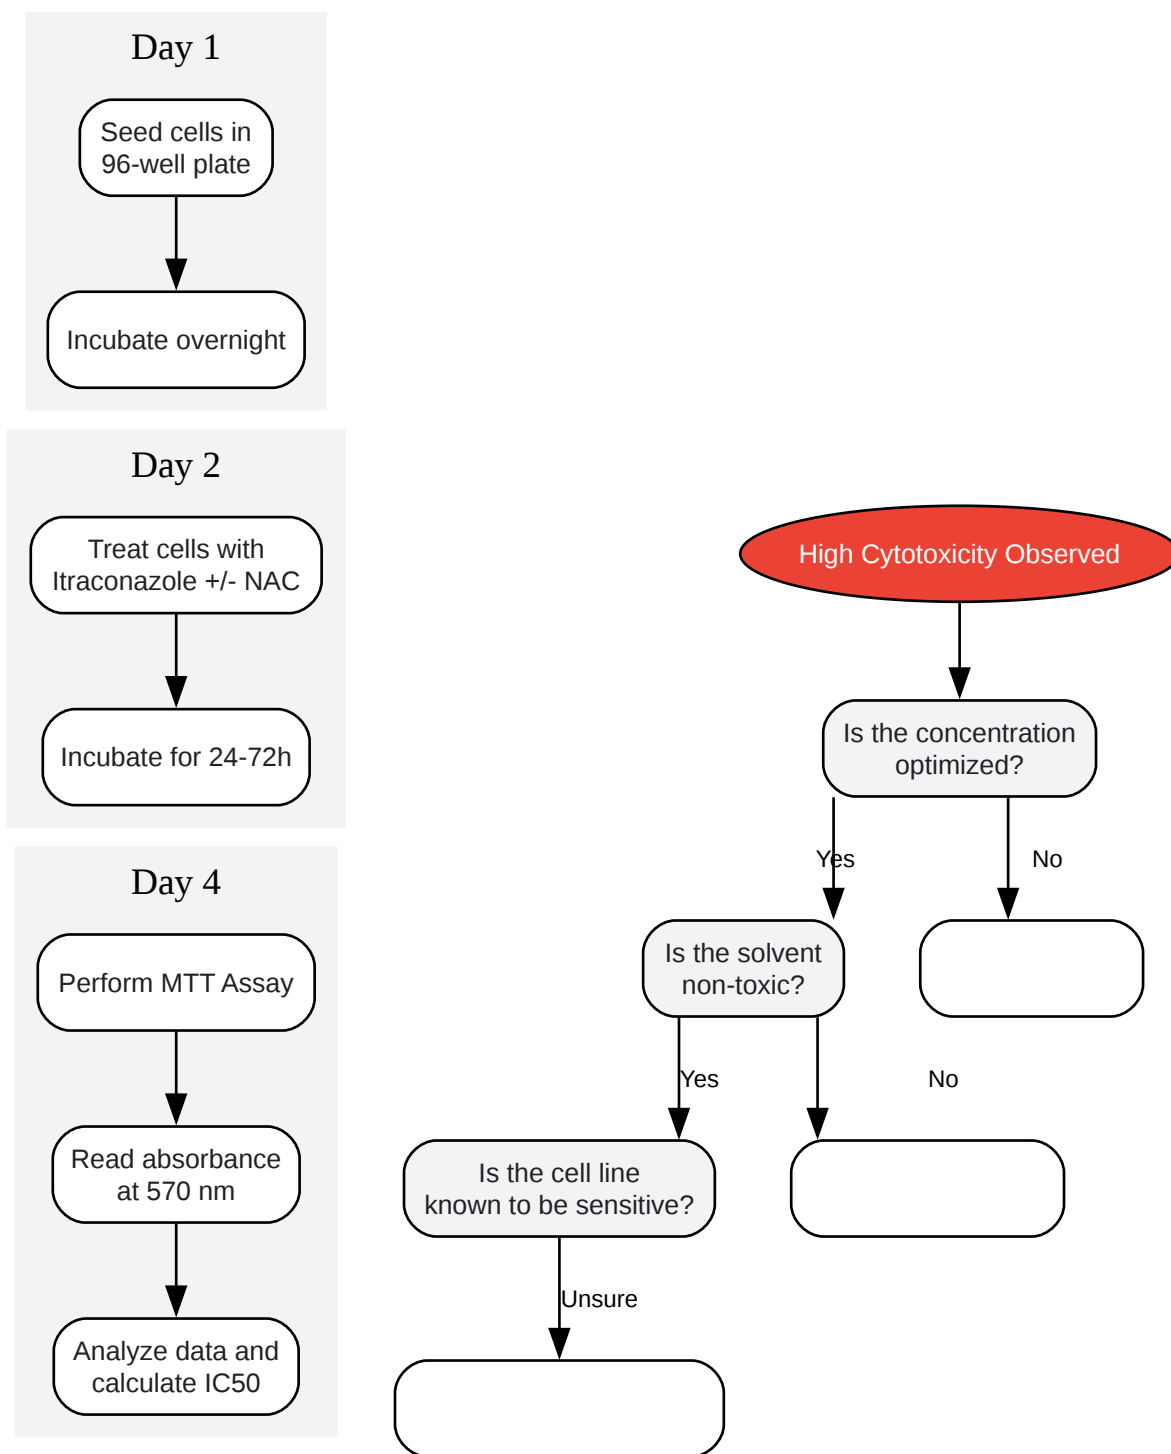 Day 1
Seed cells in
96-well plate
Incubate overnight
Day 2
Treat cells with
Itraconazole +/- NAC
Incubate for 24-72h
Day 4
Perform MTT Assay
Read absorbance
at 570 nm
Analyze data and
calculate IC50
High Cytotoxicity Observed
Is the concentration
optimized?
Yes
No
Is the solvent
non-toxic?
Yes
No
Is the cell line
known to be sensitive?
Unsure